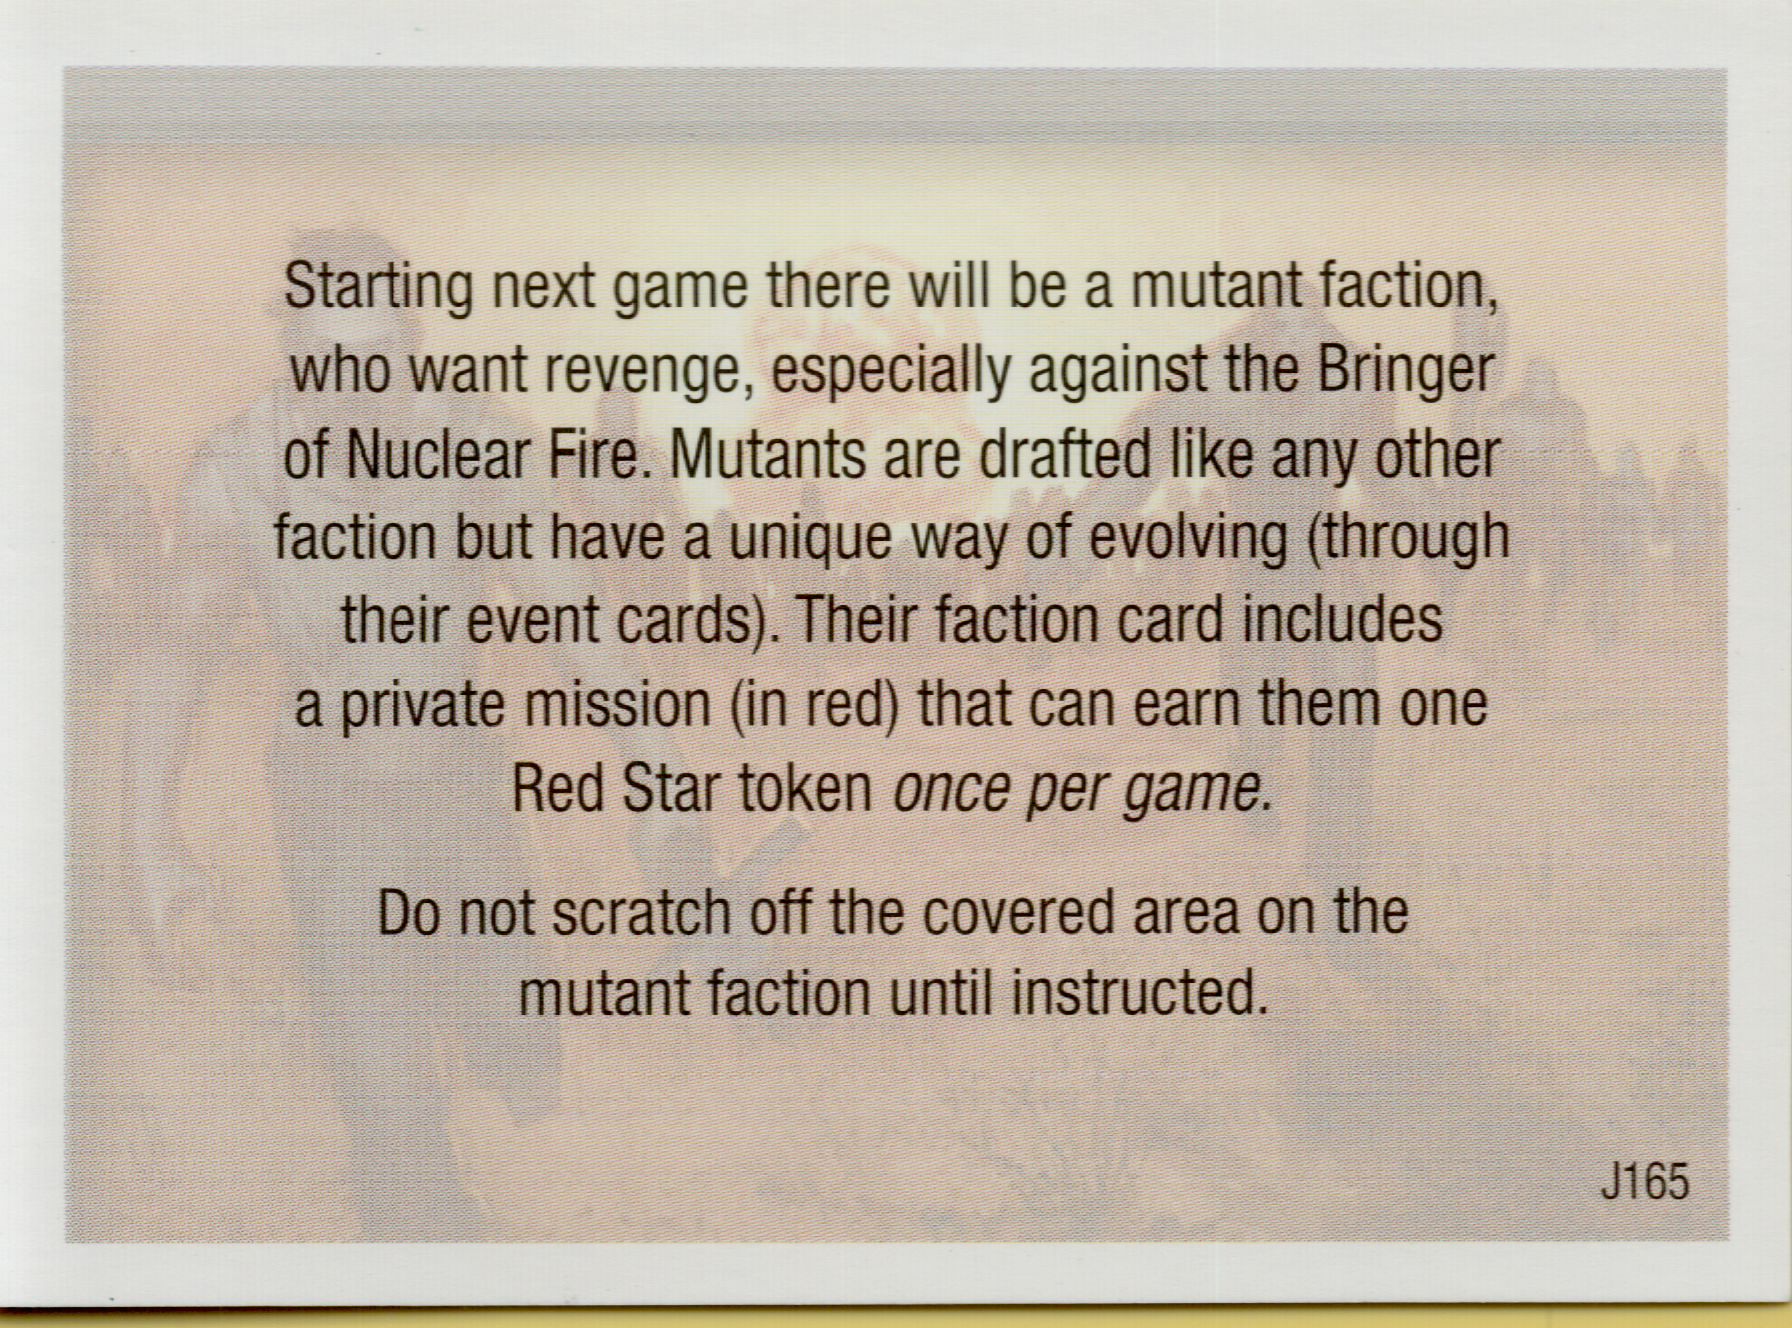 Starting next game there will be a mutant faction,
who want revenge, especially against the Bringer
of Nuclear Fire. Mutants are drafted like any other
faction but have a unique way of evolving (through
their event cards). Their faction card includes
a private mission (in red) that can earn them one
Red Star token once per game.
Do not scratch off the covered area on the
mutant faction until instructed.
J165